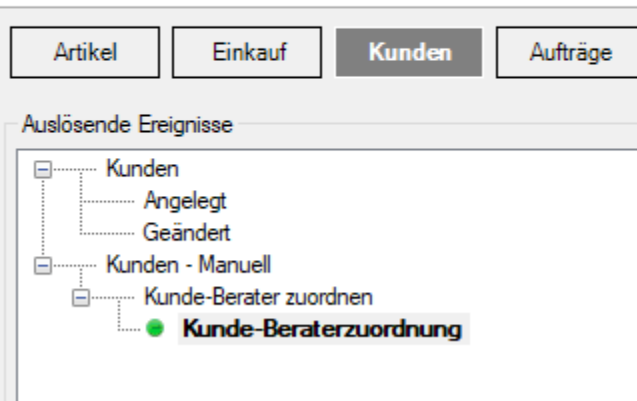 Artikel Einkauf Kunden Aufträge
Auslösende Ereignisse
Kunden
Angelegt
Geändert
Kunden - Manuell
Kunde-Berater zuordnen
Kunde-Beraterzuordnung